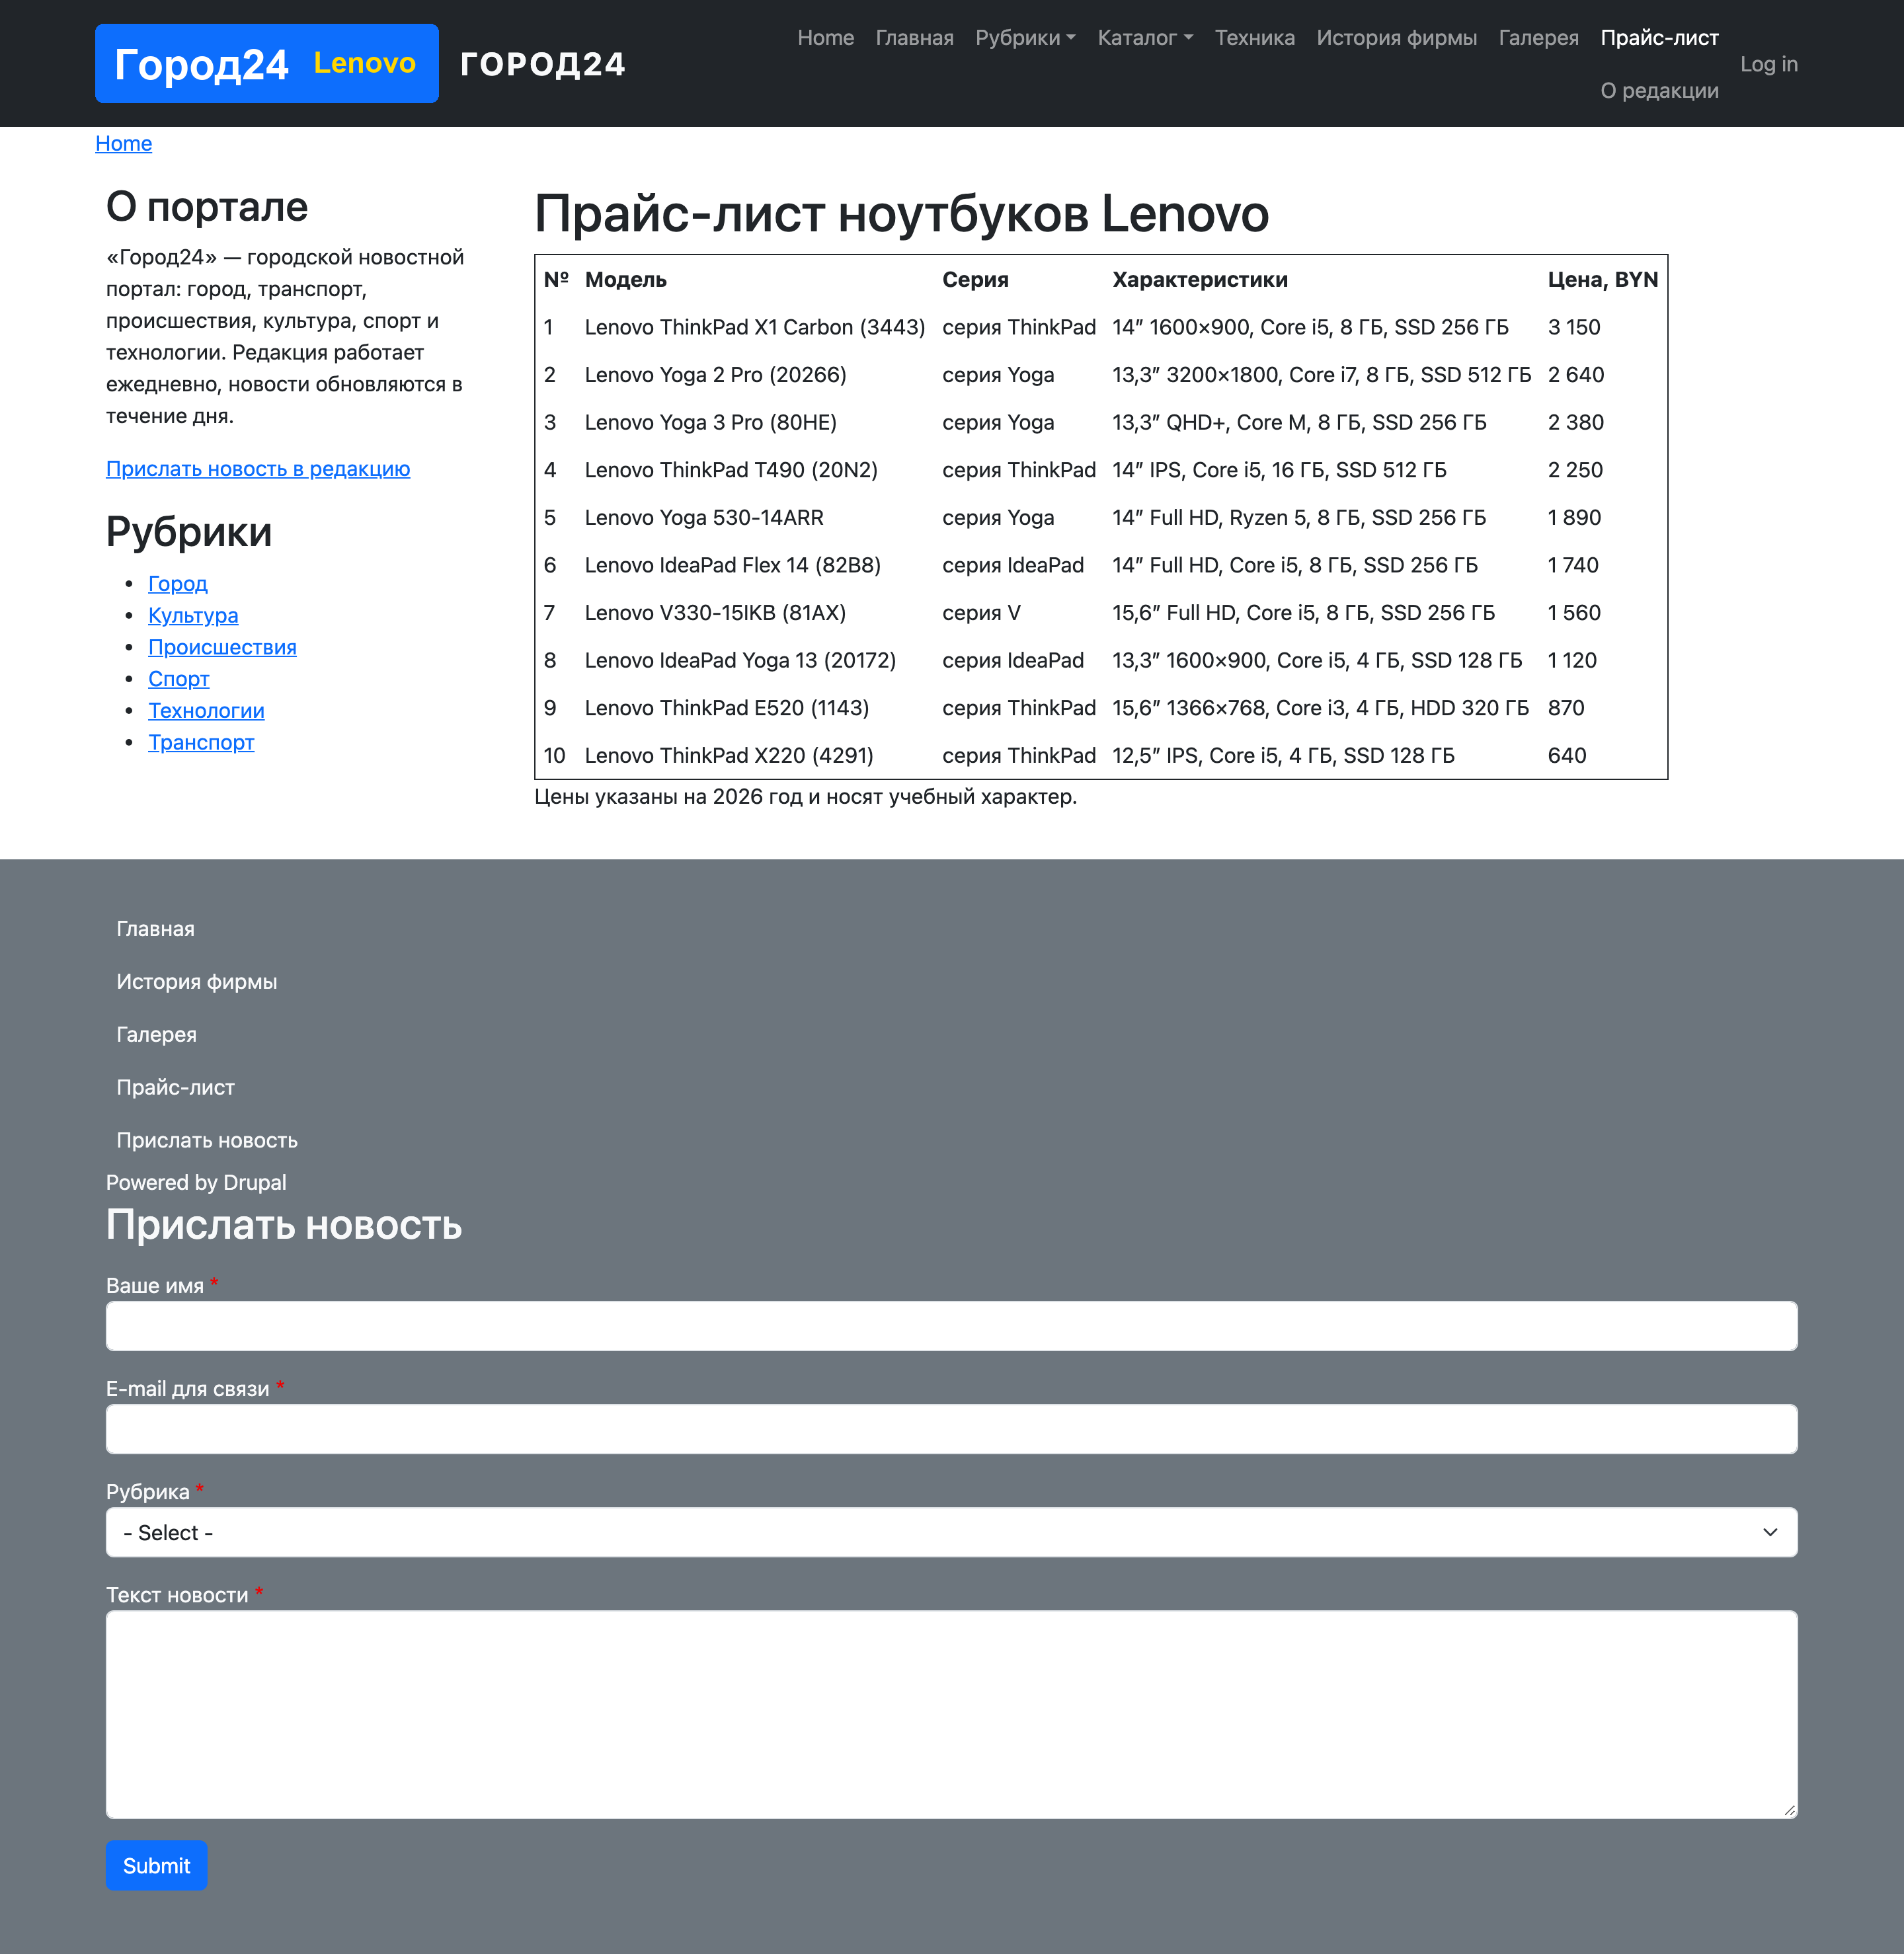 Город24 Lenovo ГОРОД24
Home Главная Рубрики Каталог Техника История фирмы Галерея Прайс-лист
О редакции
Log in
Home
О портале
«Город24» — городской новостной
портал: город, транспорт,
происшествия, культура, спорт и
технологии. Редакция работает
ежедневно, новости обновляются в
течение дня.
Прислать новость в редакцию
Рубрики
Город
Культура
Происшествия
Спорт
Технологии
Транспорт
Прайс-лист ноутбуков Lenovo
№ Модель Серия Характеристики Цена, BYN
1 Lenovo ThinkPad X1 Carbon (3443) серия ThinkPad 14″ 1600×900, Core i5, 8 ГБ, SSD 256 ГБ 3 150
2 Lenovo Yoga 2 Pro (20266) серия Yoga 13,3″ 3200×1800, Core i7, 8 ГБ, SSD 512 ГБ 2 640
3 Lenovo Yoga 3 Pro (80HE) серия Yoga 13,3″ QHD+, Core M, 8 ГБ, SSD 256 ГБ 2 380
4 Lenovo ThinkPad T490 (20N2) серия ThinkPad 14″ IPS, Core i5, 16 ГБ, SSD 512 ГБ 2 250
5 Lenovo Yoga 530-14ARR серия Yoga 14″ Full HD, Ryzen 5, 8 ГБ, SSD 256 ГБ 1 890
6 Lenovo IdeaPad Flex 14 (82B8) серия IdeaPad 14″ Full HD, Core i5, 8 ГБ, SSD 256 ГБ 1 740
7 Lenovo V330-15IKB (81AX) серия V 15,6″ Full HD, Core i5, 8 ГБ, SSD 256 ГБ 1 560
8 Lenovo IdeaPad Yoga 13 (20172) серия IdeaPad 13,3″ 1600×900, Core i5, 4 ГБ, SSD 128 ГБ 1 120
9 Lenovo ThinkPad E520 (1143) серия ThinkPad 15,6″ 1366×768, Core i3, 4 ГБ, HDD 320 ГБ 870
10 Lenovo ThinkPad X220 (4291) серия ThinkPad 12,5″ IPS, Core i5, 4 ГБ, SSD 128 ГБ 640
Цены указаны на 2026 год и носят учебный характер.
Главная
История фирмы
Галерея
Прайс-лист
Прислать новость
Powered by Drupal
Прислать новость
Ваше имя *
E-mail для связи *
Рубрика *
- Select -
Текст новости *
Submit